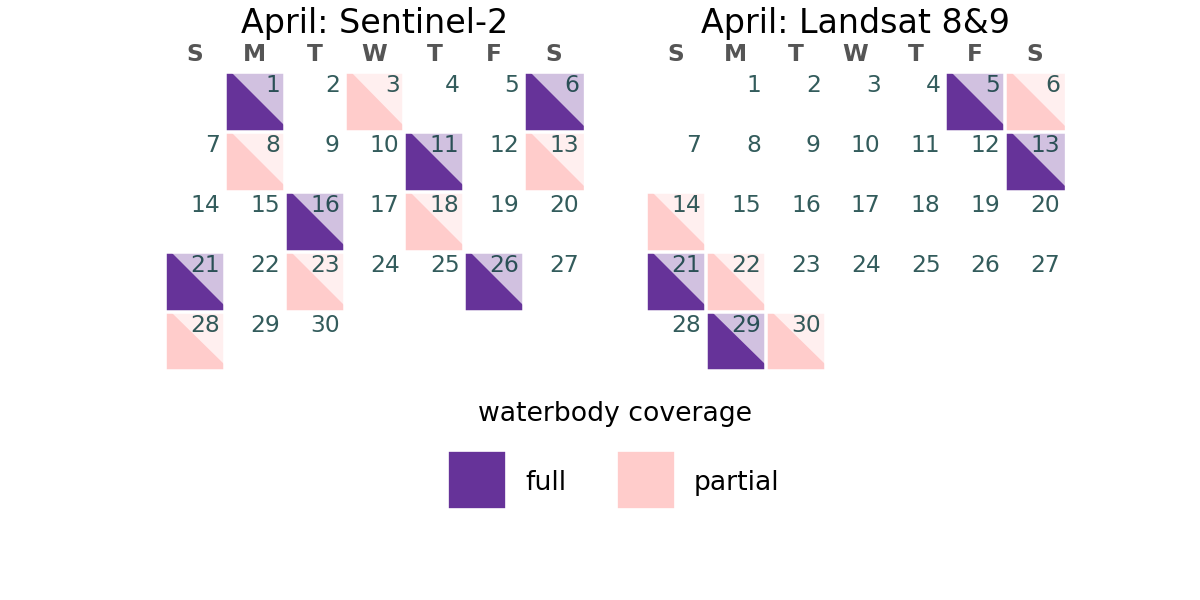 April: Sentinel-2
S M T W T F S
1 2 3 4 5 6
7 8 9 10 11 12 13
14 15 16 17 18 19 20
21 22 23 24 25 26 27
28 29 30
April: Landsat 8&9
S M T W T F S
1 2 3 4 5 6
7 8 9 10 11 12 13
14 15 16 17 18 19 20
21 22 23 24 25 26 27
28 29 30
waterbody coverage
full partial